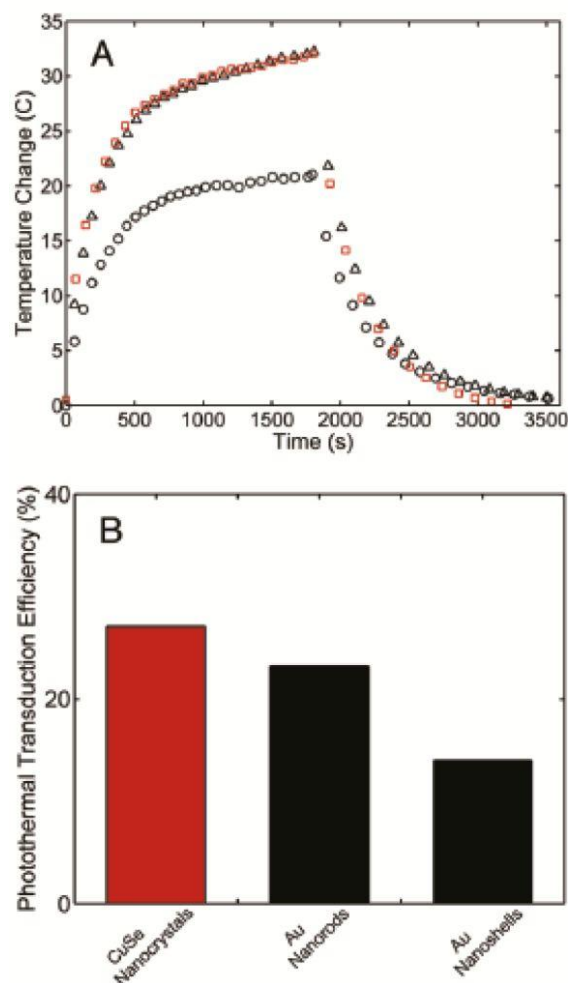 A
35
30
25
20
15
10
5
0
Temperature Change (C)
0 500 1000 1500 2000 2500 3000 3500
Time (s)
B
40
20
0
Photothermal Transduction Efficiency (%)
CuSe
Nanocrystals
Au
Nanorods
Au
Nanoshells